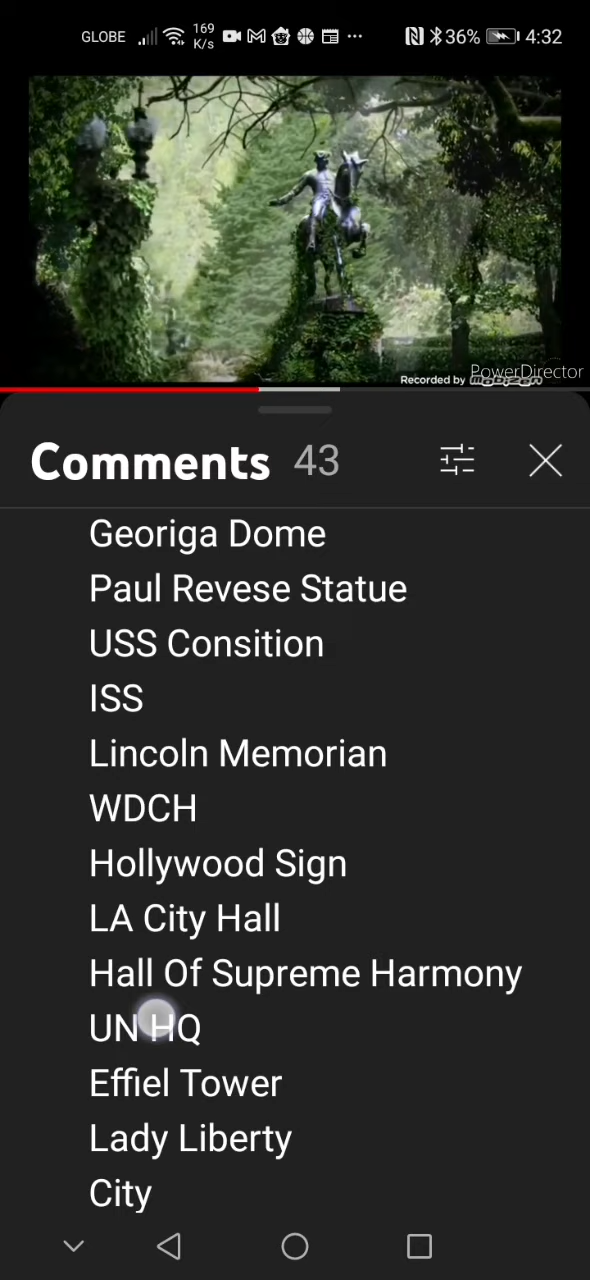 GLOBE 169 K/s 36% 4:32
PowerDirector
Recorded by
Comments 43
Georiga Dome
Paul Revese Statue
USS Consition
ISS
Lincoln Memorian
WDCH
Hollywood Sign
LA City Hall
Hall Of Supreme Harmony
UN HQ
Effiel Tower
Lady Liberty
City